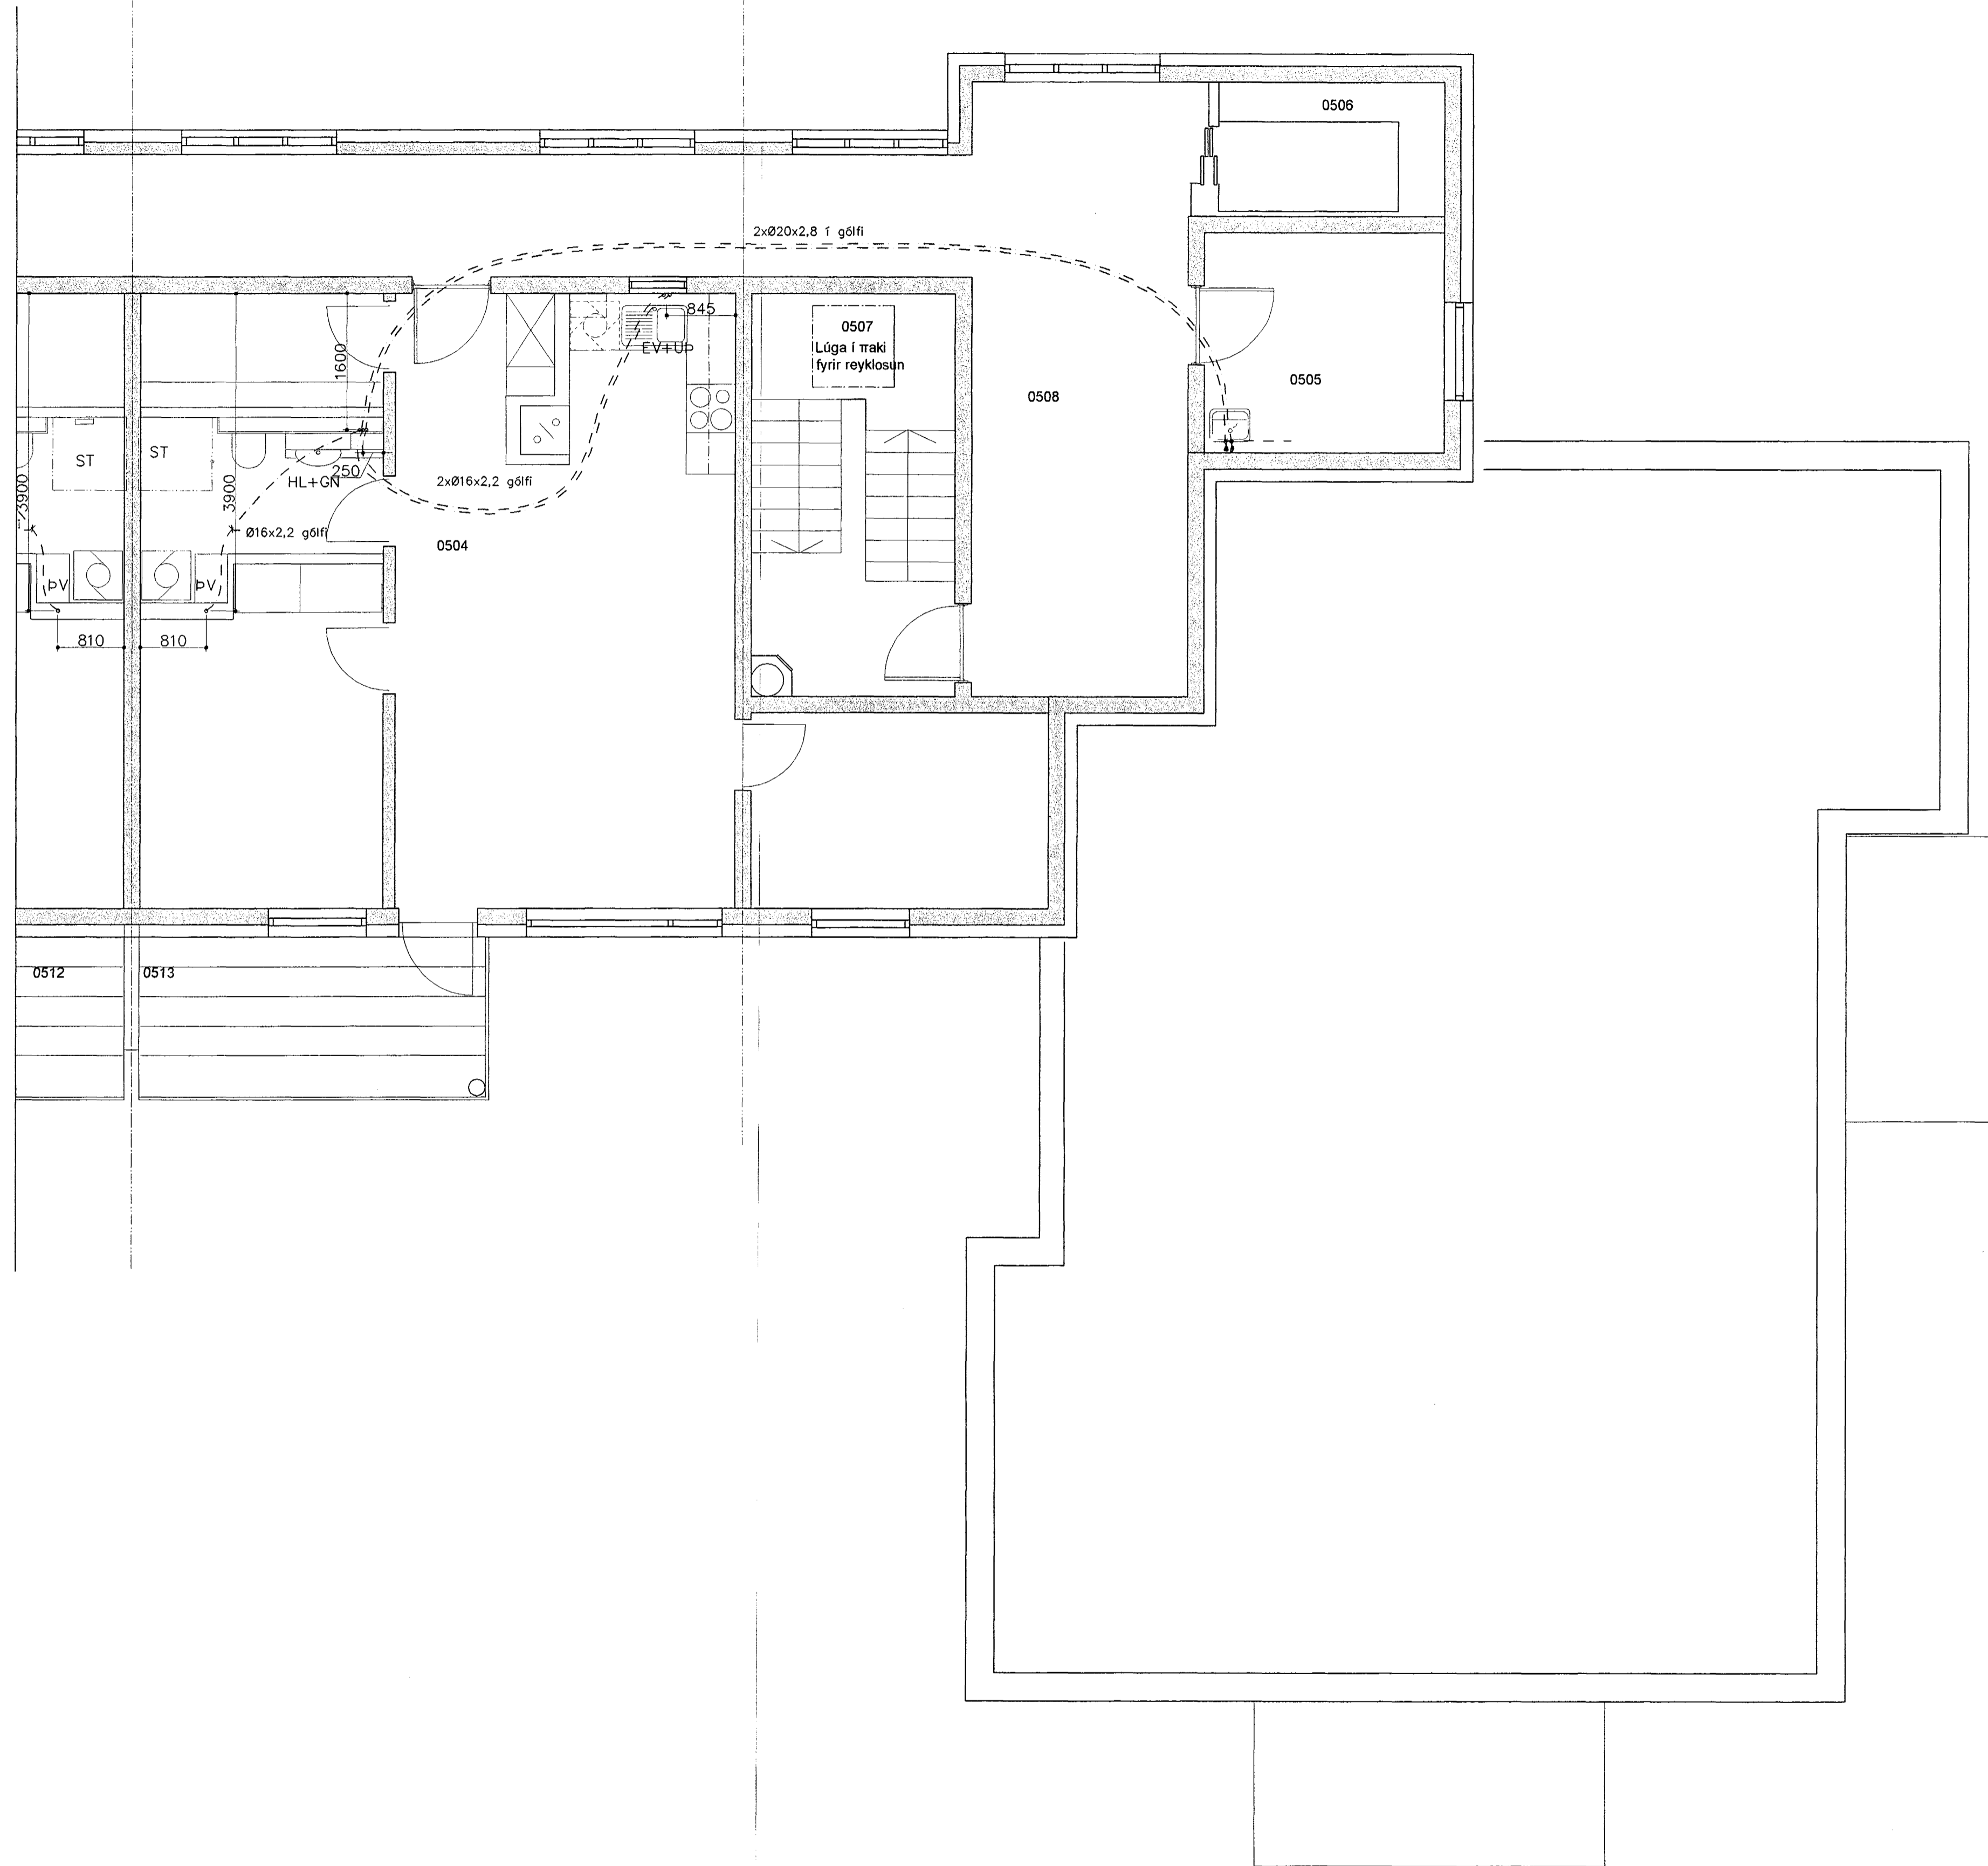 0506
2xØ20x2,8 í gólfi
845
EV+UÞ
0507
Lúga í þaki
fyrir reyklosun
0508
0505
1600
ST
ST
250
HL+GN
3900
3900
2xØ16x2,2 gólfi
Ø16x2,2 gólfi
0504
ÞV
ÞV
810
810
0512
0513